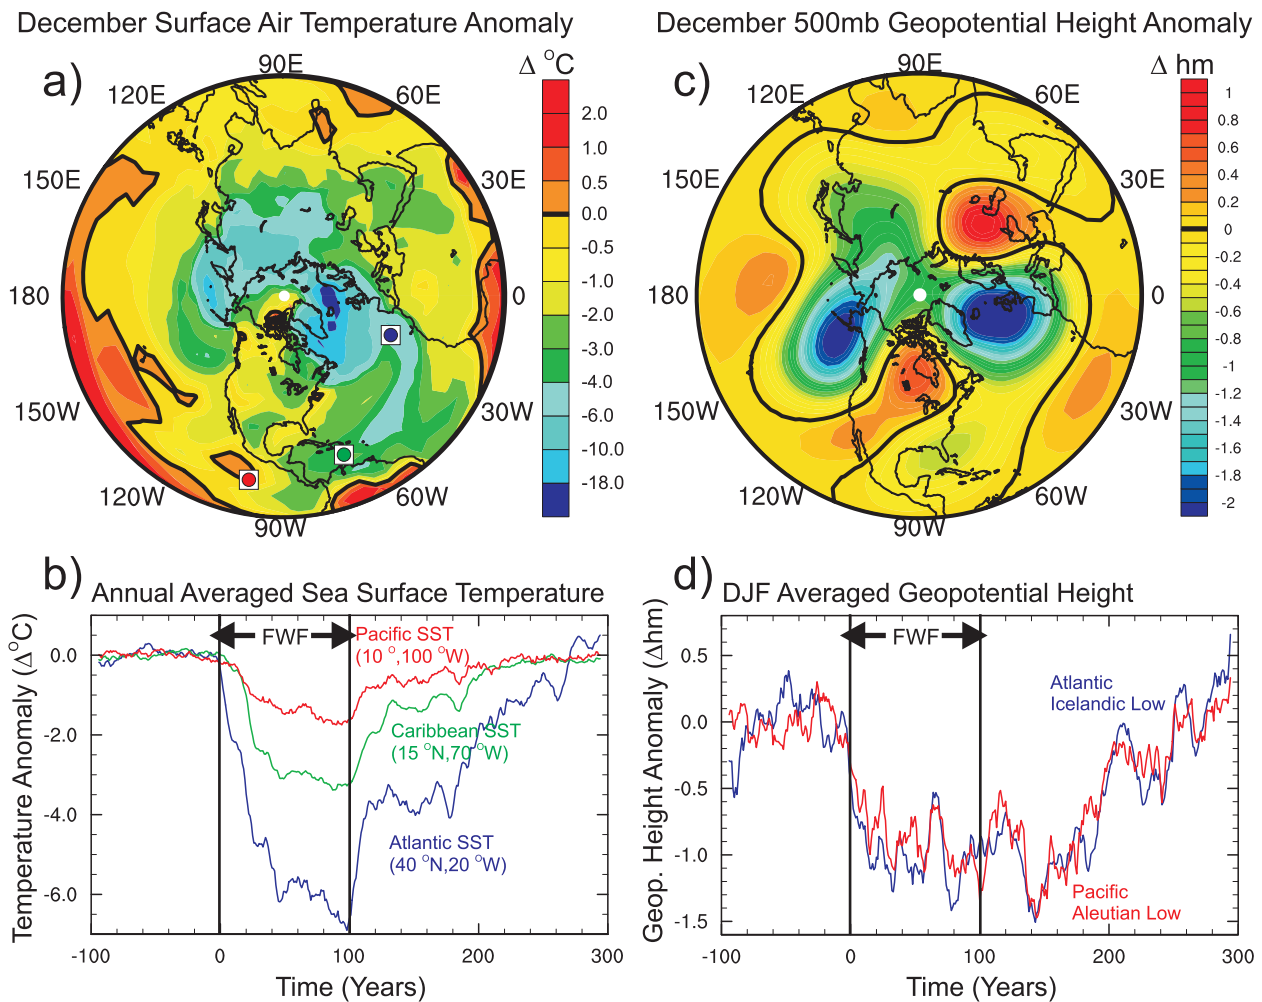 December Surface Air Temperature Anomaly
a)
Δ °C
90E
120E
60E
150E
30E
180
0
150W
30W
120W
60W
90W
2.0
1.0
0.5
0.0
-0.5
-1.0
-2.0
-3.0
-4.0
-6.0
-10.0
-18.0
December 500mb Geopotential Height Anomaly
c)
Δ hm
90E
120E
60E
150E
30E
180
0
150W
30W
120W
60W
90W
1
0.8
0.6
0.4
0.2
0
-0.2
-0.4
-0.6
-0.8
-1
-1.2
-1.4
-1.6
-1.8
-2
b)
Annual Averaged Sea Surface Temperature
Temperature Anomaly (Δ°C)
0.0
-2.0
-4.0
-6.0
FWF
Pacific SST
(10 °,100 °W)
Caribbean SST
(15 °N,70 °W)
Atlantic SST
(40 °N,20 °W)
-100
0
100
200
300
Time (Years)
d)
DJF Averaged Geopotential Height
Geop. Height Anomaly (Δhm)
0.5
0.0
-0.5
-1.0
-1.5
FWF
Atlantic
Icelandic Low
Pacific
Aleutian Low
-100
0
100
200
300
Time (Years)